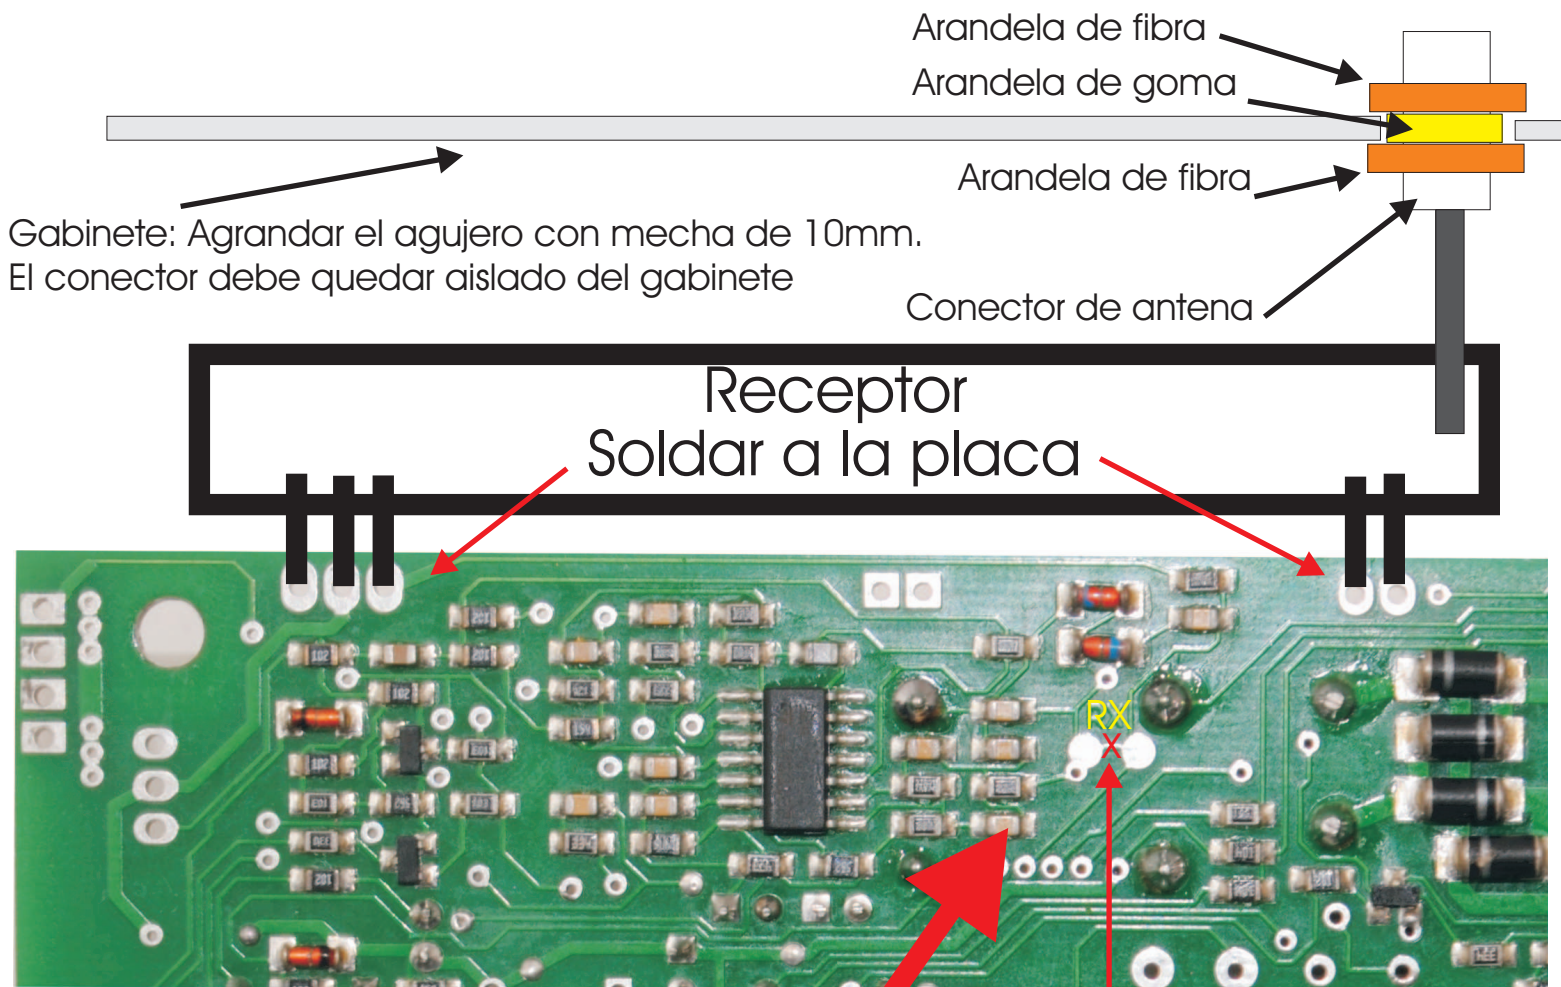 Arandela de fibra
Arandela de goma
Arandela de fibra
Gabinete: Agrandar el agujero con mecha de 10mm.
El conector debe quedar aislado del gabinete
Conector de antena
Receptor
Soldar a la placa
RX
X